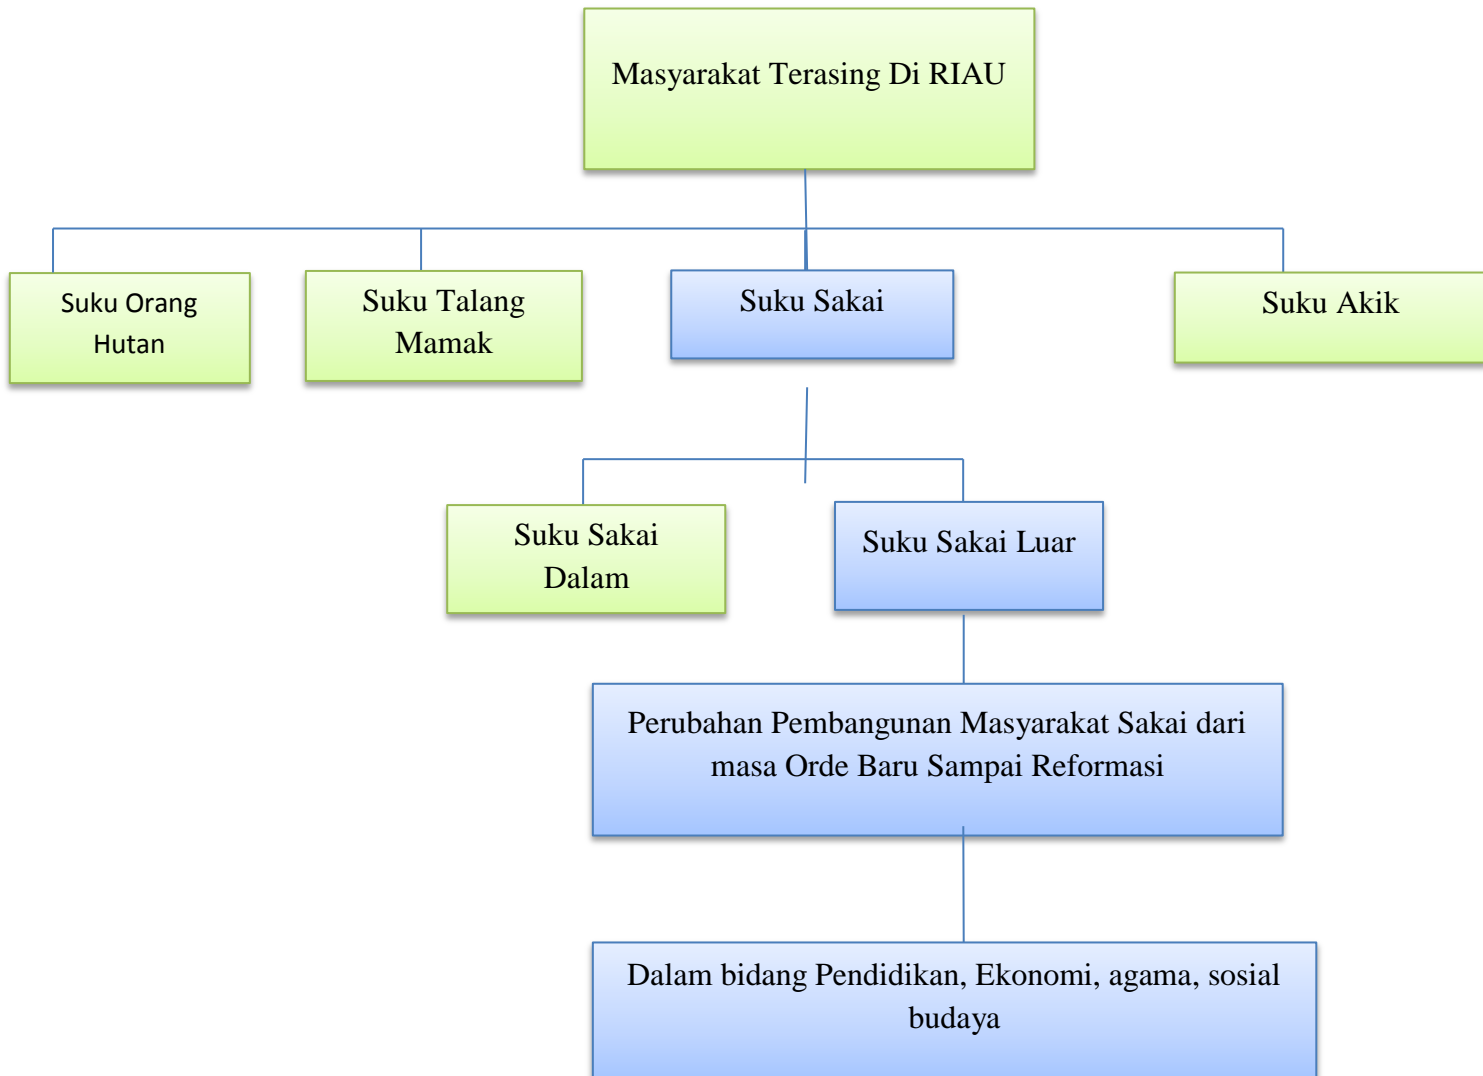 Masyarakat Terasing Di RIAU
Suku Orang
Hutan
Suku Talang
Mamak
Suku Sakai
Suku Akik
Suku Sakai
Dalam
Suku Sakai Luar
Perubahan Pembangunan Masyarakat Sakai dari
masa Orde Baru Sampai Reformasi
Dalam bidang Pendidikan, Ekonomi, agama, sosial
budaya